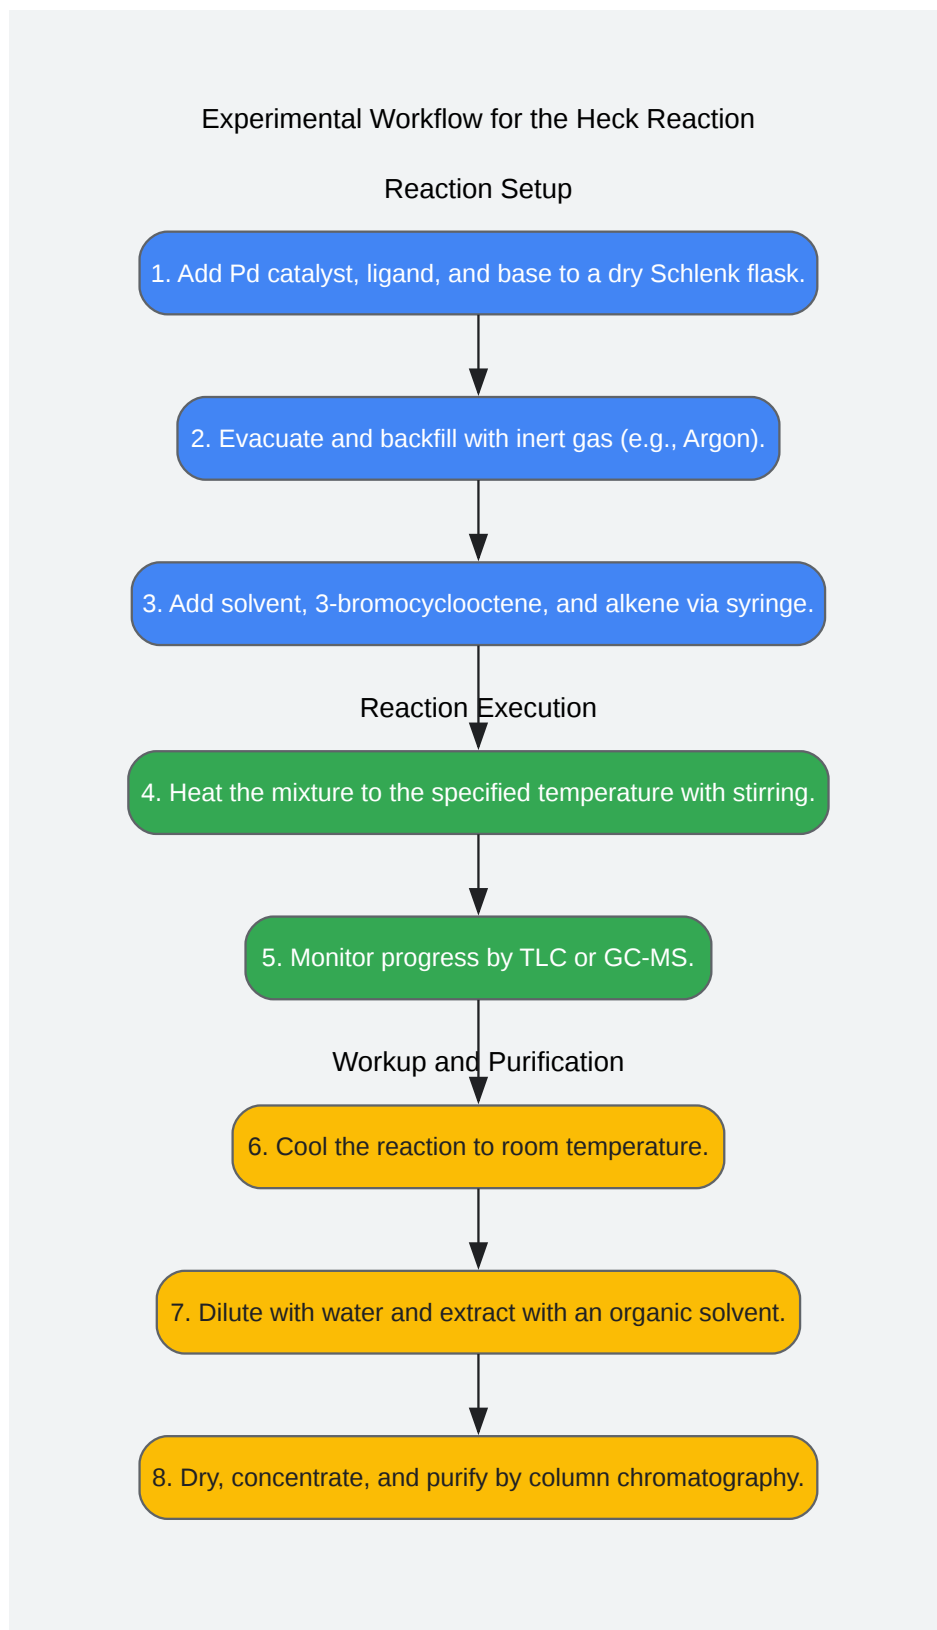 Experimental Workflow for the Heck Reaction
Reaction Setup
1. Add Pd catalyst, ligand, and base to a dry Schlenk flask.
2. Evacuate and backfill with inert gas (e.g., Argon).
3. Add solvent, 3-bromocyclooctene, and alkene via syringe.
Reaction Execution
4. Heat the mixture to the specified temperature with stirring.
5. Monitor progress by TLC or GC-MS.
Workup and Purification
6. Cool the reaction to room temperature.
7. Dilute with water and extract with an organic solvent.
8. Dry, concentrate, and purify by column chromatography.